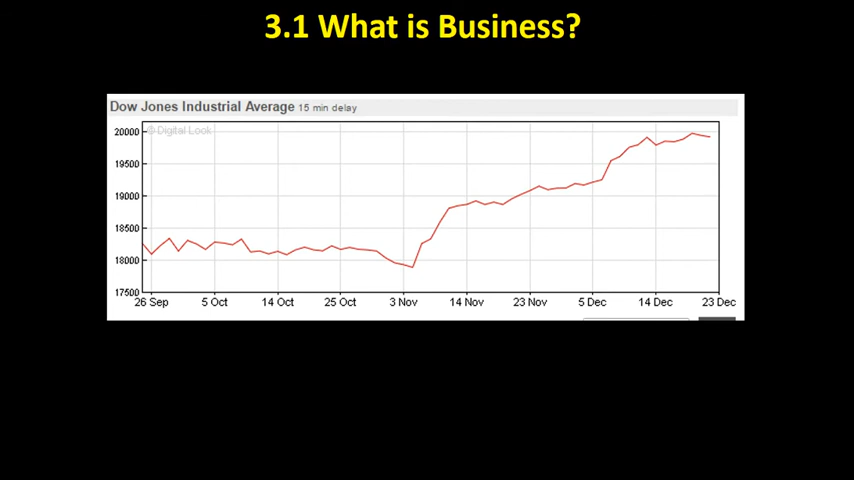 3.1 What is Business?
Dow Jones Industrial Average 15 min delay
© Digital Look
20000
19500
19000
18500
18000
17500
26 Sep 5 Oct 14 Oct 25 Oct 3 Nov 14 Nov 23 Nov 5 Dec 14 Dec 23 Dec